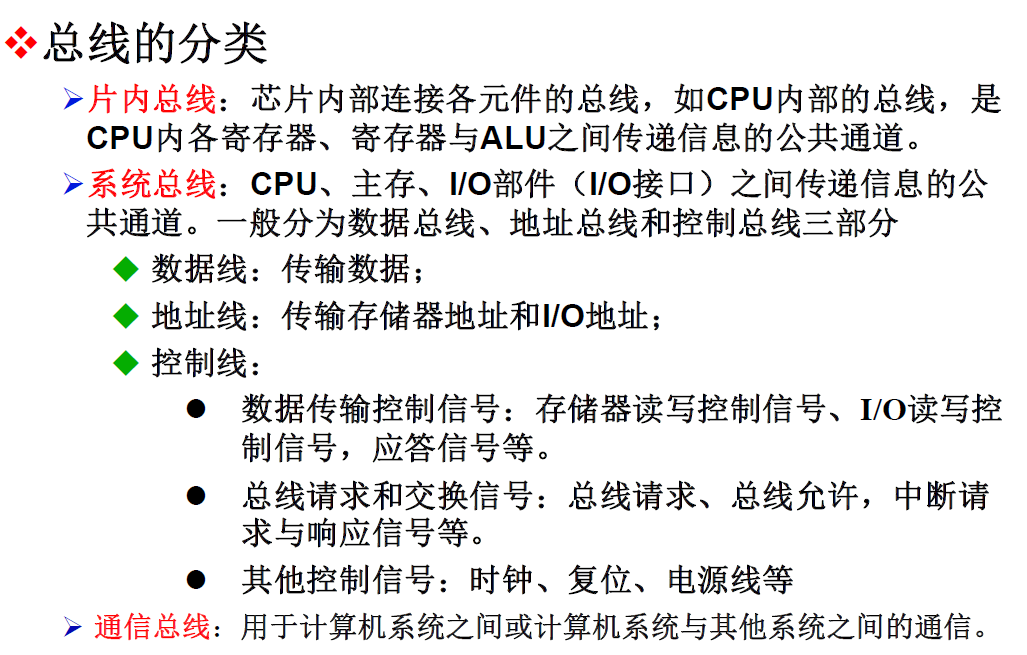 总线的分类
片内总线：芯片内部连接各元件的总线，如CPU内部的总线，是
CPU内各寄存器、寄存器与ALU之间传递信息的公共通道。
系统总线：CPU、主存、I/O部件（I/O接口）之间传递信息的公
共通道。一般分为数据总线、地址总线和控制总线三部分
数据线：传输数据；
地址线：传输存储器地址和I/O地址；
控制线：
数据传输控制信号：存储器读写控制信号、I/O读写控
制信号，应答信号等。
总线请求和交换信号：总线请求、总线允许，中断请
求与响应信号等。
其他控制信号：时钟、复位、电源线等
通信总线：用于计算机系统之间或计算机系统与其他系统之间的通信。